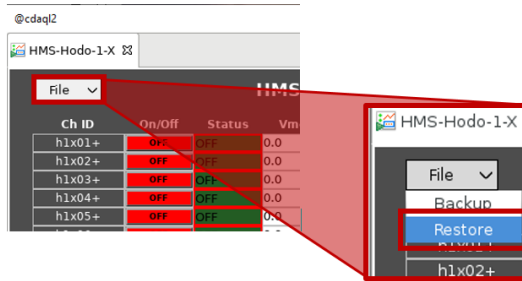 @cdaql2
HMS-Hodo-1-X
File HMS
Ch ID On/Off Status Vm
h1x01+ OFF OFF 0.0
h1x02+ OFF OFF 0.0
h1x03+ OFF OFF 0.0
h1x04+ OFF OFF 0.0
h1x05+ OFF OFF 0.0
HMS-Hodo-1-X
File
Backup
Restore
h1x02+